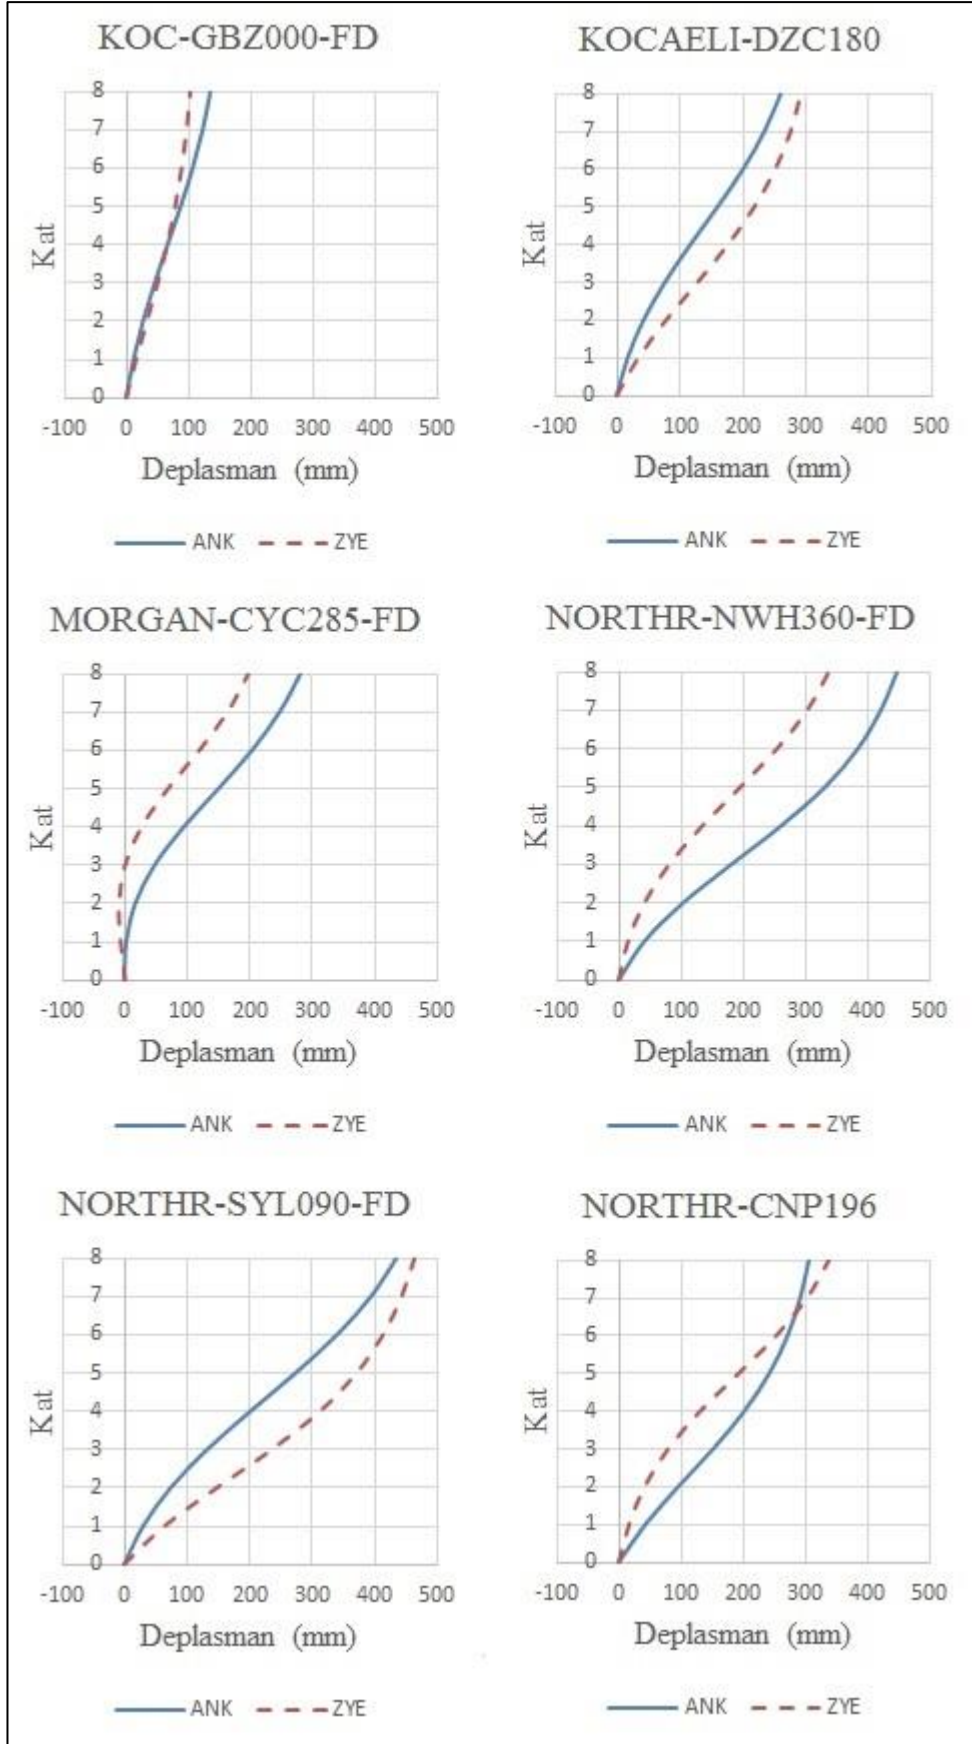 KOC-GBZ000-FD
8
7
6
5
4
3
2
1
0
Kat
-100 0 100 200 300 400 500
Deplasman (mm)
ANK ZYE
KOCAELI-DZC180
8
7
6
5
4
3
2
1
0
Kat
-100 0 100 200 300 400 500
Deplasman (mm)
ANK ZYE
MORGAN-CYC285-FD
8
7
6
5
4
3
2
1
0
Kat
-100 0 100 200 300 400 500
Deplasman (mm)
ANK ZYE
NORTHR-NWH360-FD
8
7
6
5
4
3
2
1
0
Kat
-100 0 100 200 300 400 500
Deplasman (mm)
ANK ZYE
NORTHR-SYL090-FD
8
7
6
5
4
3
2
1
0
Kat
-100 0 100 200 300 400 500
Deplasman (mm)
ANK ZYE
NORTHR-CNP196
8
7
6
5
4
3
2
1
0
Kat
-100 0 100 200 300 400 500
Deplasman (mm)
ANK ZYE